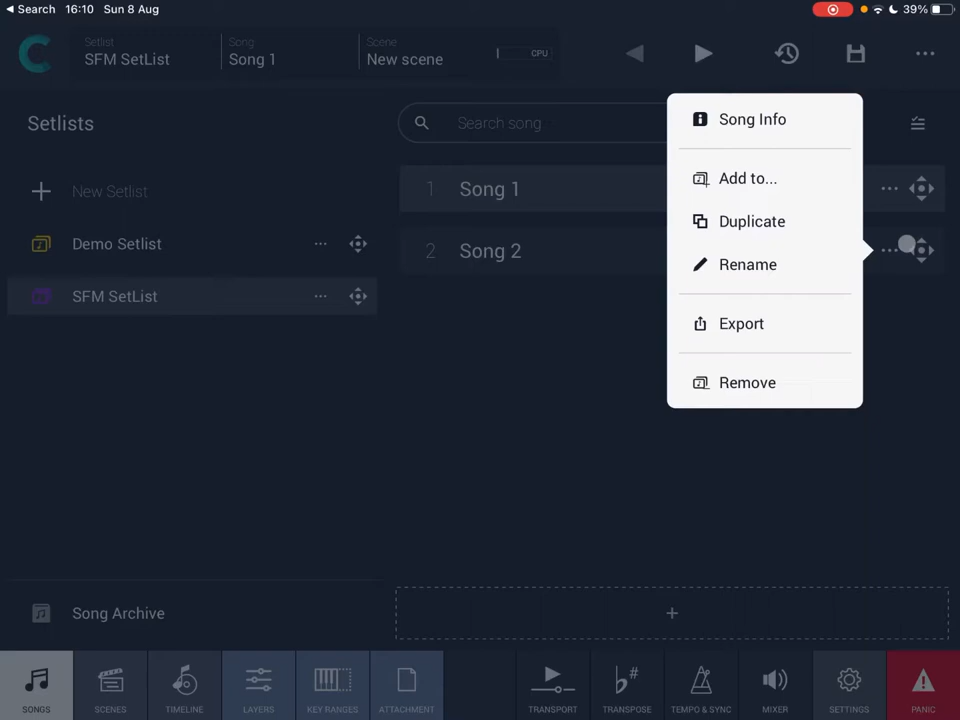 Search 16:10 Sun 8 Aug 39%
Setlist
SFM SetList
Song
Song 1
Scene
New scene
CPU
Setlists
New Setlist
Demo Setlist
SFM SetList
Song Archive
Search song
1 Song 1
2 Song 2
+
Song Info
Add to...
Duplicate
Rename
Export
Remove
SONGS
SCENES
TIMELINE
LAYERS
KEY RANGES
ATTACHMENT
TRANSPORT
TRANSPOSE
TEMPO & SYNC
MIXER
SETTINGS
PANIC